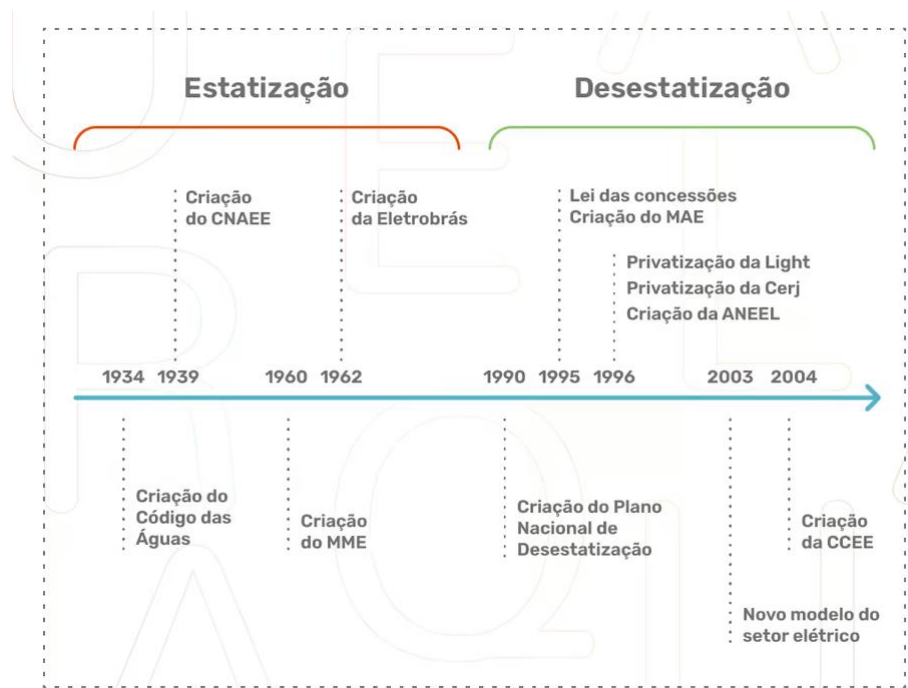 Estatização
Desestatização
Criação
do CNAEE
Criação
da Eletrobrás
Lei das concessões
Criação do MAE
Privatização da Light
Privatização da Cerj
Criação da ANEEL
1934 1939 1960 1962 1990 1995 1996 2003 2004
Criação do
Código das
Águas
Criação
do MME
Criação do Plano
Nacional de
Desestatização
Criação
da CCEE
Novo modelo do
setor elétrico